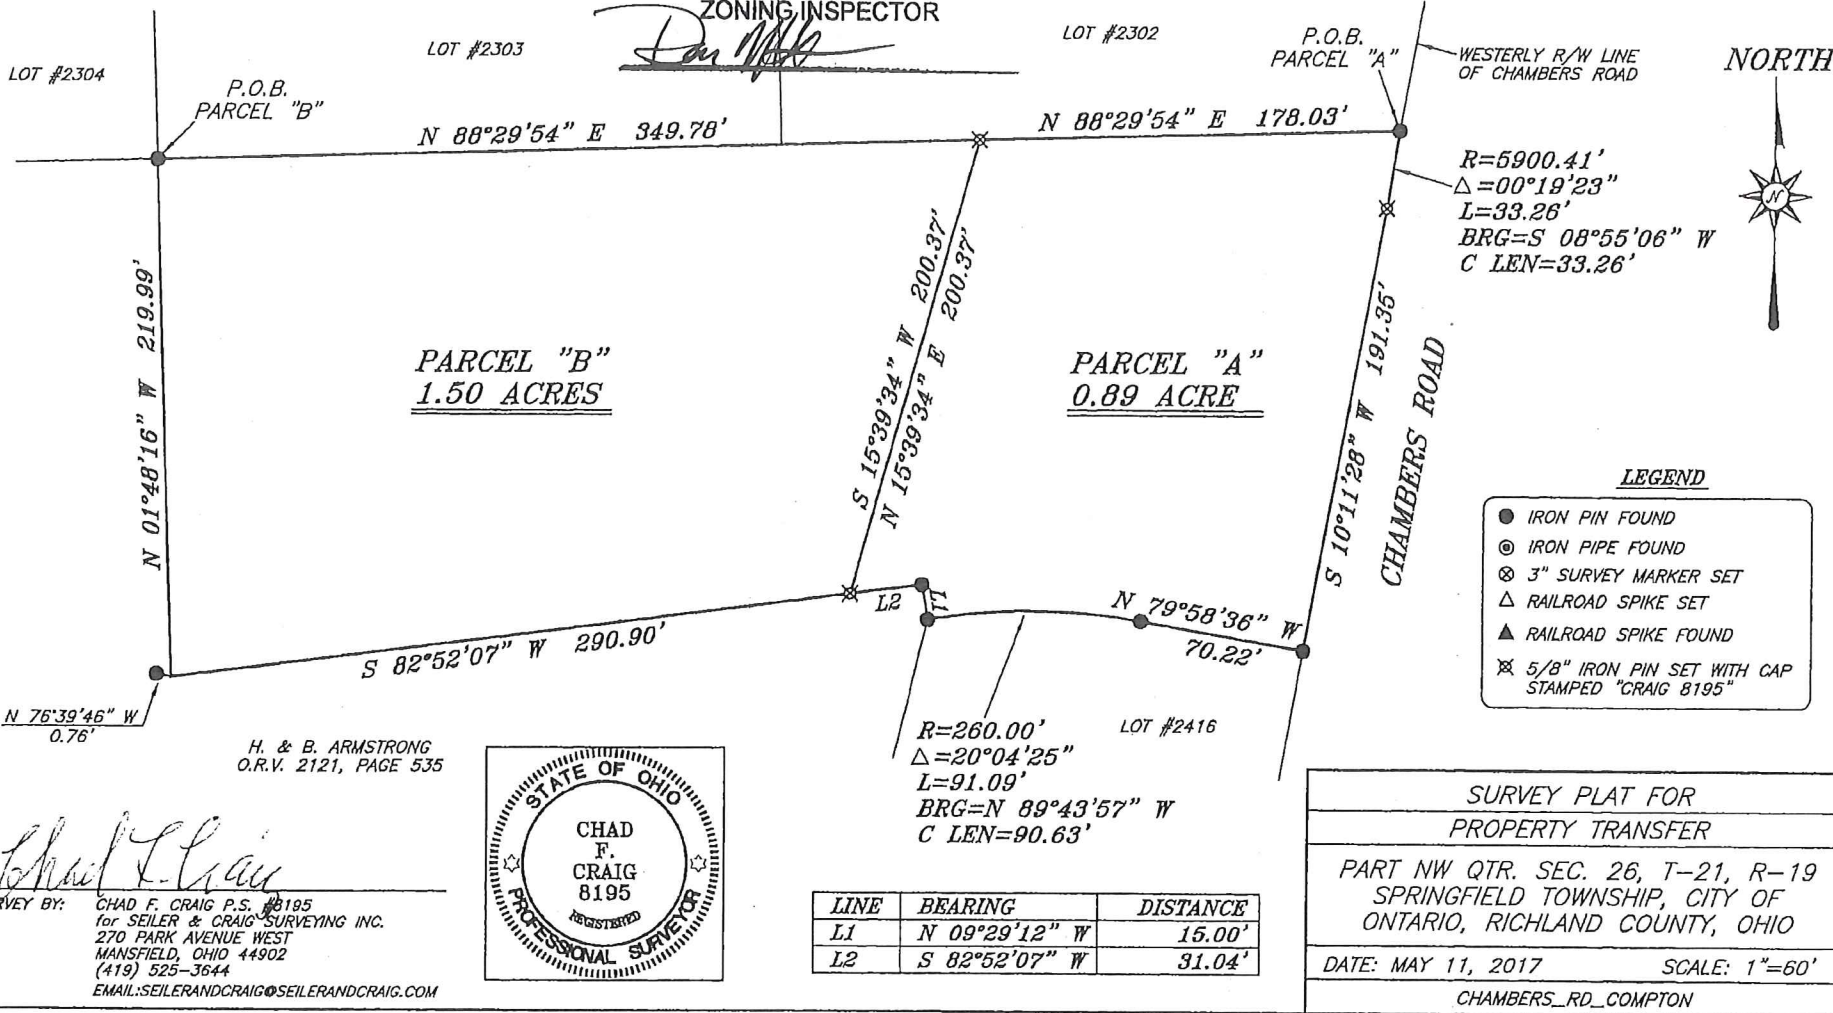 ZONING INSPECTOR
LOT #2304
LOT #2303
LOT #2302
P.O.B.
PARCEL "B"
P.O.B.
PARCEL "A"
WESTERLY R/W LINE
OF CHAMBERS ROAD
NORTH
N
N 88°29'54" E 349.78'
N 88°29'54" E 178.03'
R=5900.41'
△=00°19'23"
L=33.26'
BRG=S 08°55'06" W
C LEN=33.26'
N 01°48'16" W 219.99'
PARCEL "B"
1.50 ACRES
S 15°39'34" W 200.37'
N 15°39'34" E 200.37'
PARCEL "A"
0.89 ACRE
S 10°11'28" W 191.35'
CHAMBERS ROAD
LEGEND
IRON PIN FOUND
IRON PIPE FOUND
3" SURVEY MARKER SET
RAILROAD SPIKE SET
RAILROAD SPIKE FOUND
5/8" IRON PIN SET WITH CAP
STAMPED "CRAIG 8195"
S 82°52'07" W 290.90'
L2
L1
N 79°58'36" W
70.22'
N 76°39'46" W
0.76'
H. & B. ARMSTRONG
O.R.V. 2121, PAGE 535
R=260.00'
△=20°04'25"
L=91.09'
BRG=N 89°43'57" W
C LEN=90.63'
LOT #2416
STATE OF OHIO
CHAD
F.
CRAIG
8195
REGISTERED
PROFESSIONAL SURVEYOR
Chad F. Craig
RVEY BY: CHAD F. CRAIG P.S. #8195
for SEILER & CRAIG SURVEYING INC.
270 PARK AVENUE WEST
MANSFIELD, OHIO 44902
(419) 525-3644
EMAIL:SEILERANDCRAIG@SEILERANDCRAIG.COM
LINE BEARING DISTANCE
L1 N 09°29'12" W 15.00'
L2 S 82°52'07" W 31.04'
SURVEY PLAT FOR
PROPERTY TRANSFER
PART NW QTR. SEC. 26, T-21, R-19
SPRINGFIELD TOWNSHIP, CITY OF
ONTARIO, RICHLAND COUNTY, OHIO
DATE: MAY 11, 2017 SCALE: 1"=60'
CHAMBERS_RD_COMPTON